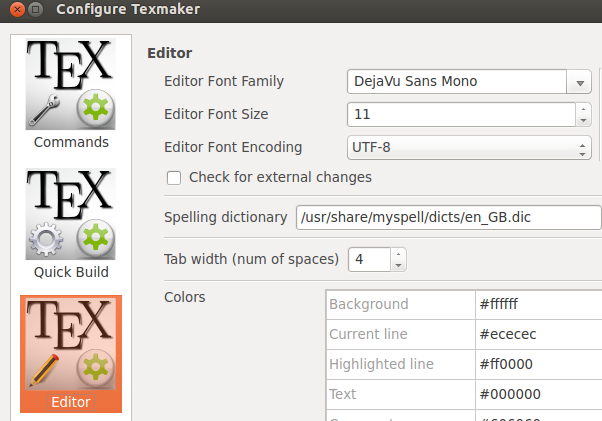 Configure Texmaker
TEX
Commands
TEX
Quick Build
TEX
Editor
Editor
Editor Font Family DejaVu Sans Mono
Editor Font Size 11
Editor Font Encoding UTF-8
Check for external changes
Spelling dictionary /usr/share/myspell/dicts/en_GB.dic
Tab width (num of spaces) 4
Colors
Background #ffffff
Current line #ececec
Highlighted line #ff0000
Text #000000